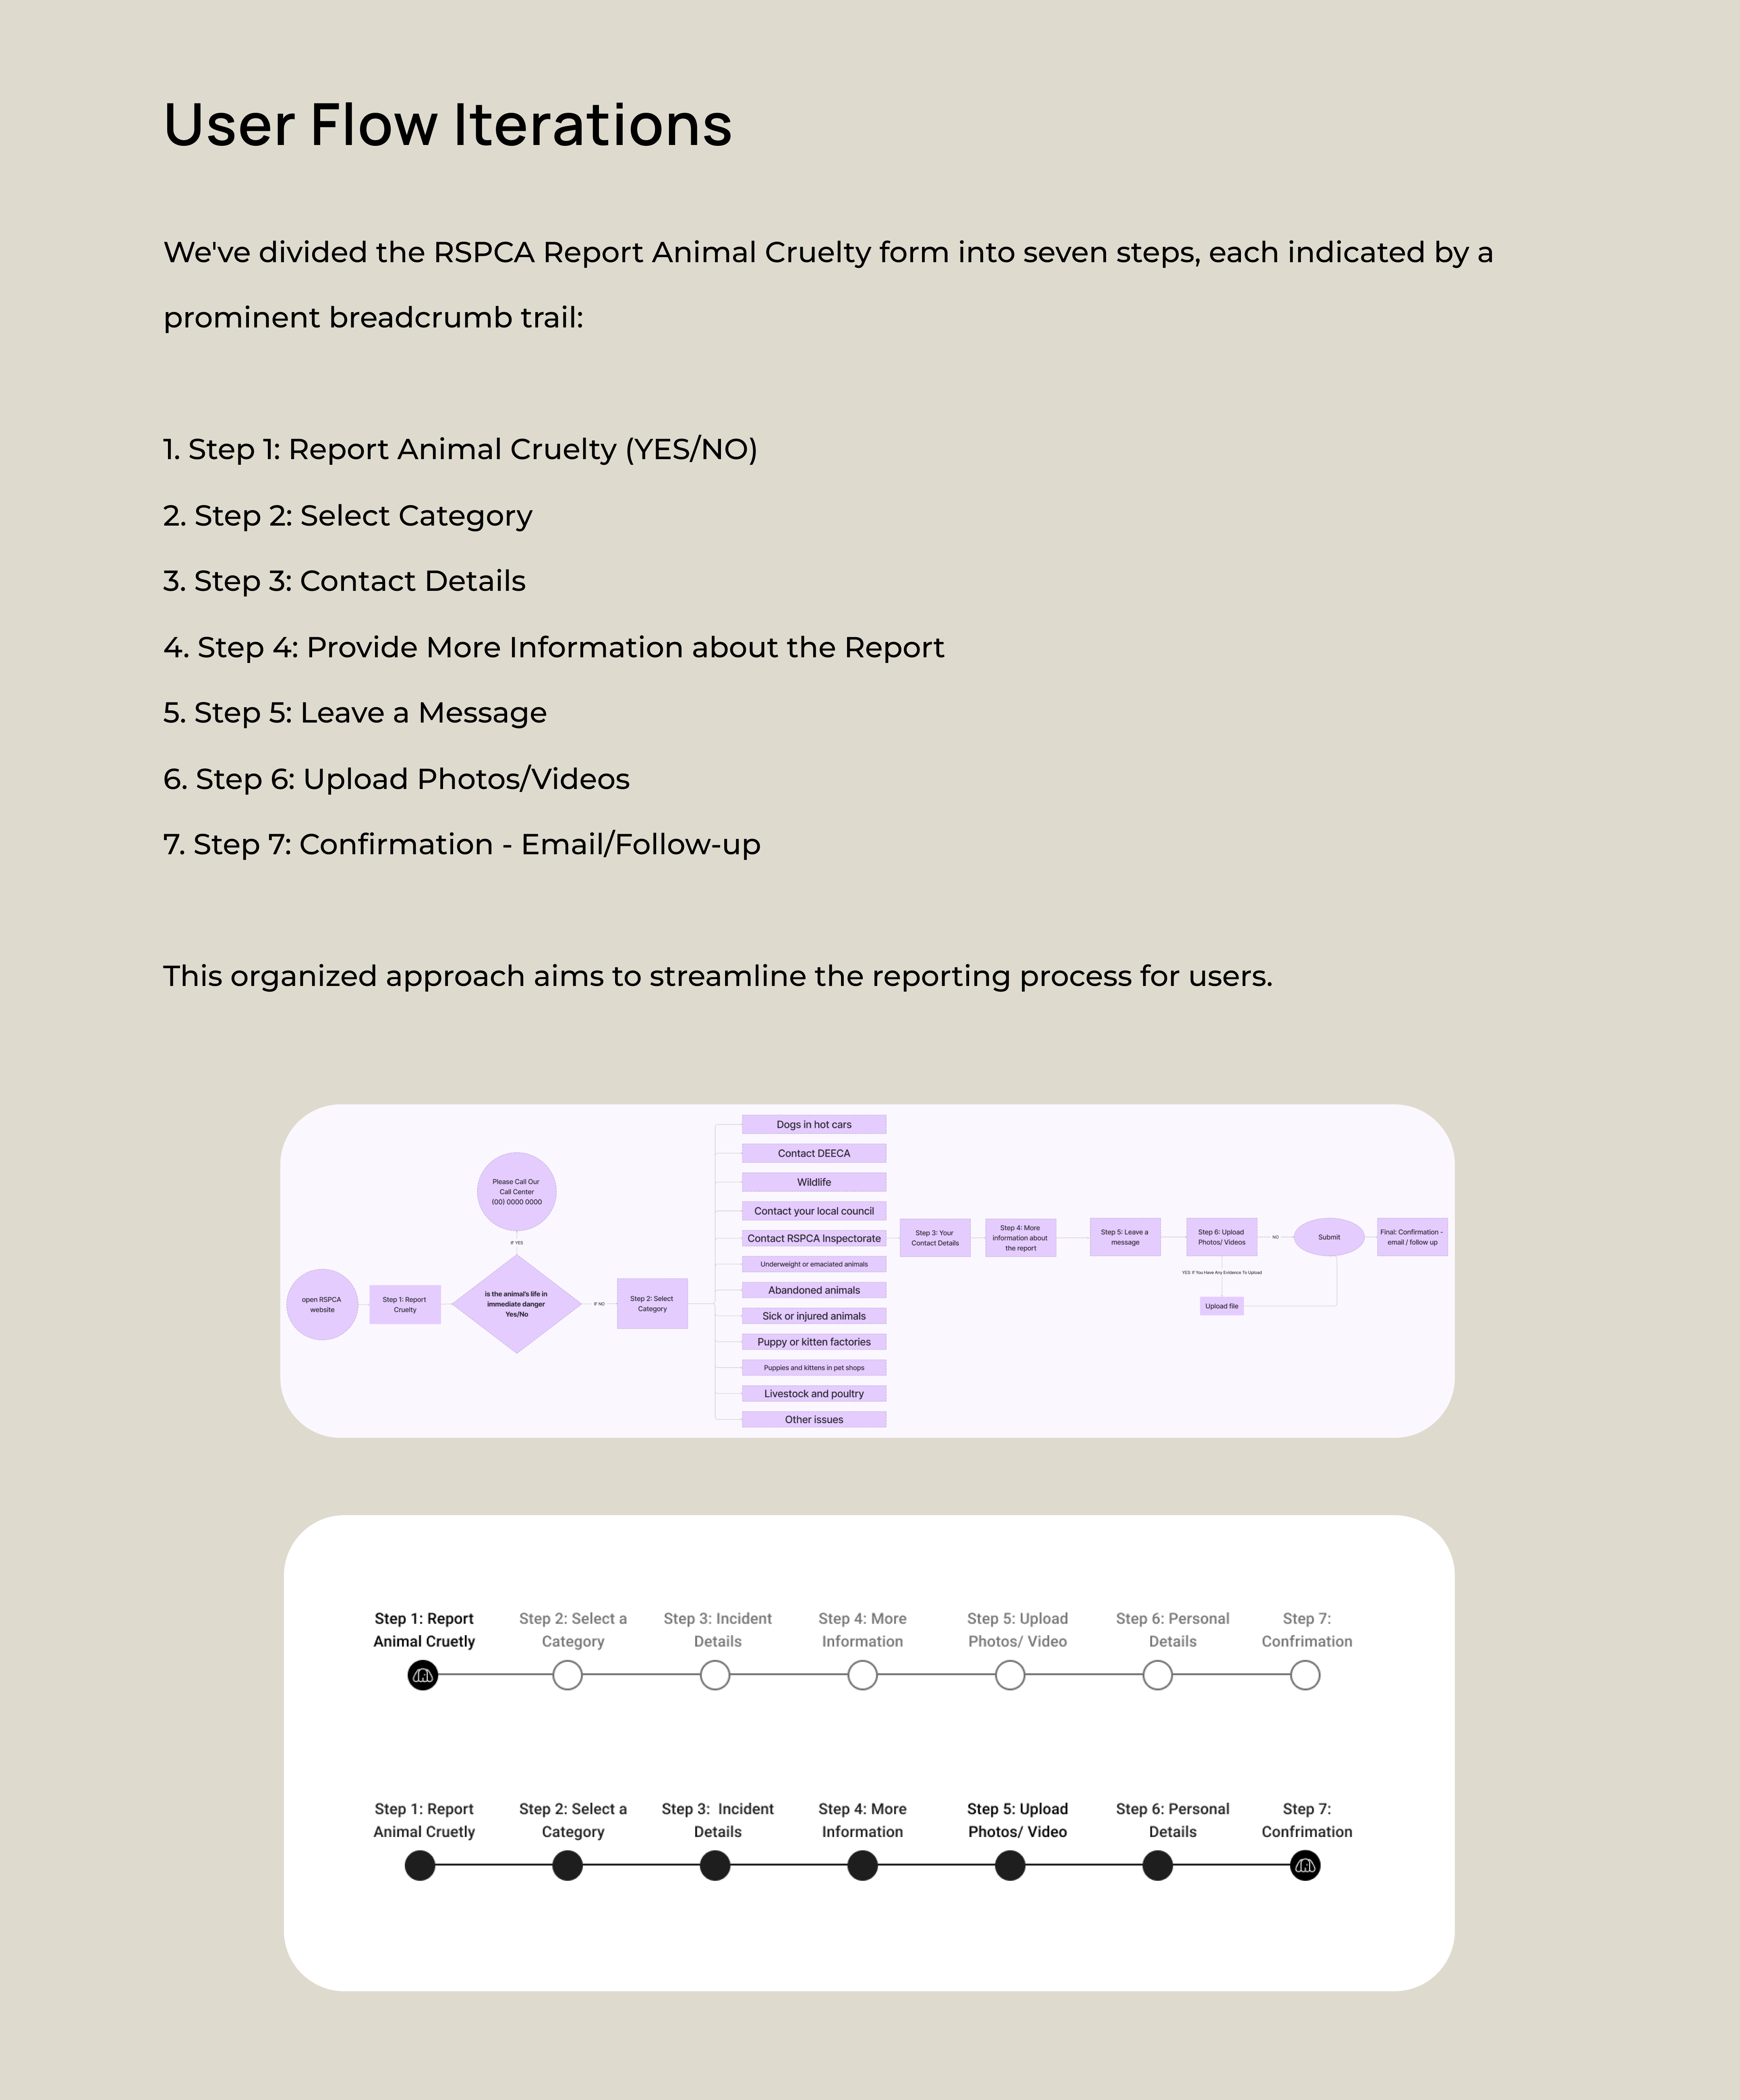 User Flow Iterations
We've divided the RSPCA Report Animal Cruelty form into seven steps, each indicated by a
prominent breadcrumb trail:
1. Step 1: Report Animal Cruelty (YES/NO)
2. Step 2: Select Category
3. Step 3: Contact Details
4. Step 4: Provide More Information about the Report
5. Step 5: Leave a Message
6. Step 6: Upload Photos/Videos
7. Step 7: Confirmation - Email/Follow-up
This organized approach aims to streamline the reporting process for users.
open RSPCA
website
Step 1: Report
Cruelty
Please Call Our
Call Center
(00) 0000 0000
IF YES
is the animal's life in
immediate danger
Yes/No
IF NO
Step 2: Select
Category
Dogs in hot cars
Contact DEECA
Wildlife
Contact your local council
Contact RSPCA Inspectorate
Underweight or emaciated animals
Abandoned animals
Sick or injured animals
Puppy or kitten factories
Puppies and kittens in pet shops
Livestock and poultry
Other issues
Step 3: Your
Contact Details
Step 4: More
information about
the report
Step 5: Leave a
message
Step 6: Upload
Photos/ Videos
NO
YES: If You Have Any Evidence To Upload
Upload file
Submit
Final: Confirmation -
email / follow up
Step 1: Report
Animal Cruetly
Step 2: Select a
Category
Step 3: Incident
Details
Step 4: More
Information
Step 5: Upload
Photos/ Video
Step 6: Personal
Details
Step 7:
Confrimation
Step 1: Report
Animal Cruetly
Step 2: Select a
Category
Step 3:  Incident
Details
Step 4: More
Information
Step 5: Upload
Photos/ Video
Step 6: Personal
Details
Step 7:
Confrimation